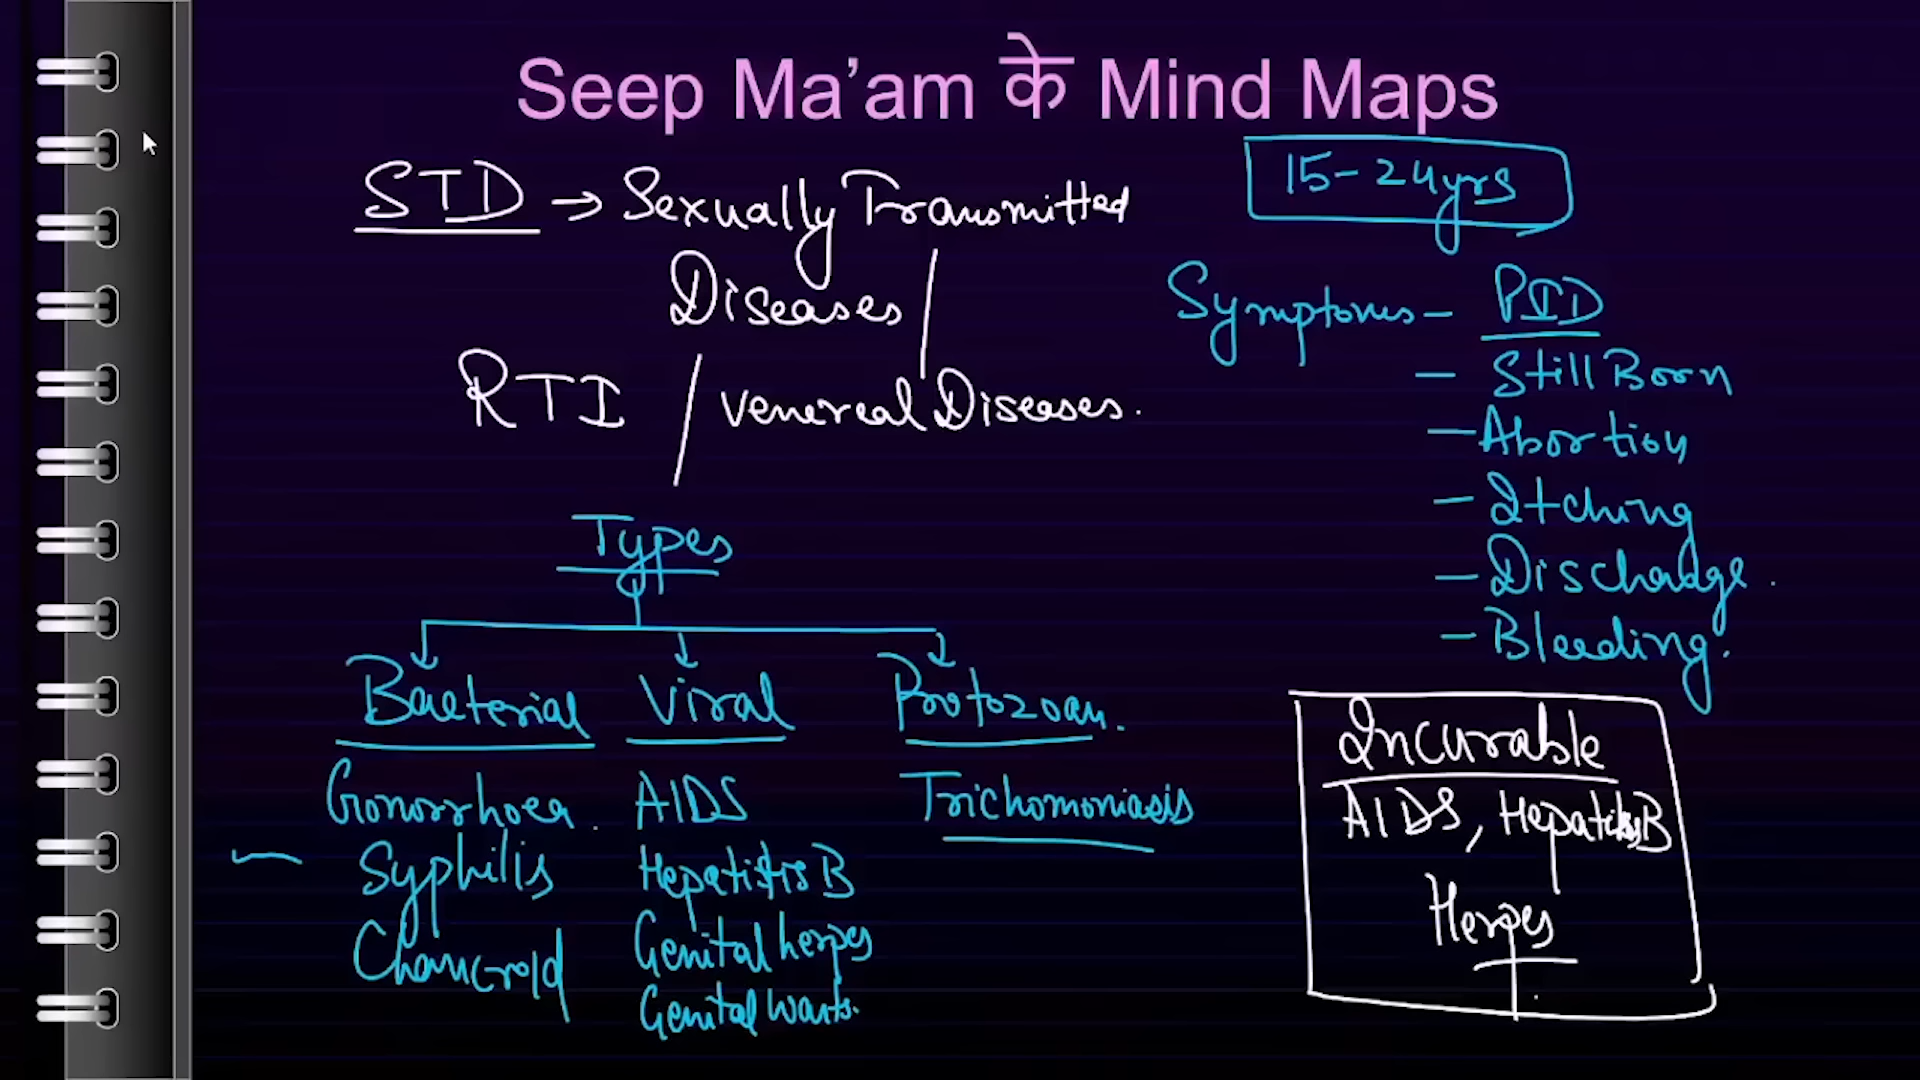 Seep Ma'am के Mind Maps
STD → Sexually Transmitted
Diseases /
RTI / Venereal Diseases.
15-24yrs
Symptoms - PID
- Still Born
- Abortion
- Itching
- Discharge.
- Bleeding.
Types
Bacterial Viral Protozoan.
Gonorrhoea. AIDS Trichomoniasis
- Syphilis Hepatitis B
Chancroid Genital herpes
Genital Warts.
Incurable
AIDS, Hepatitis B
Herpes